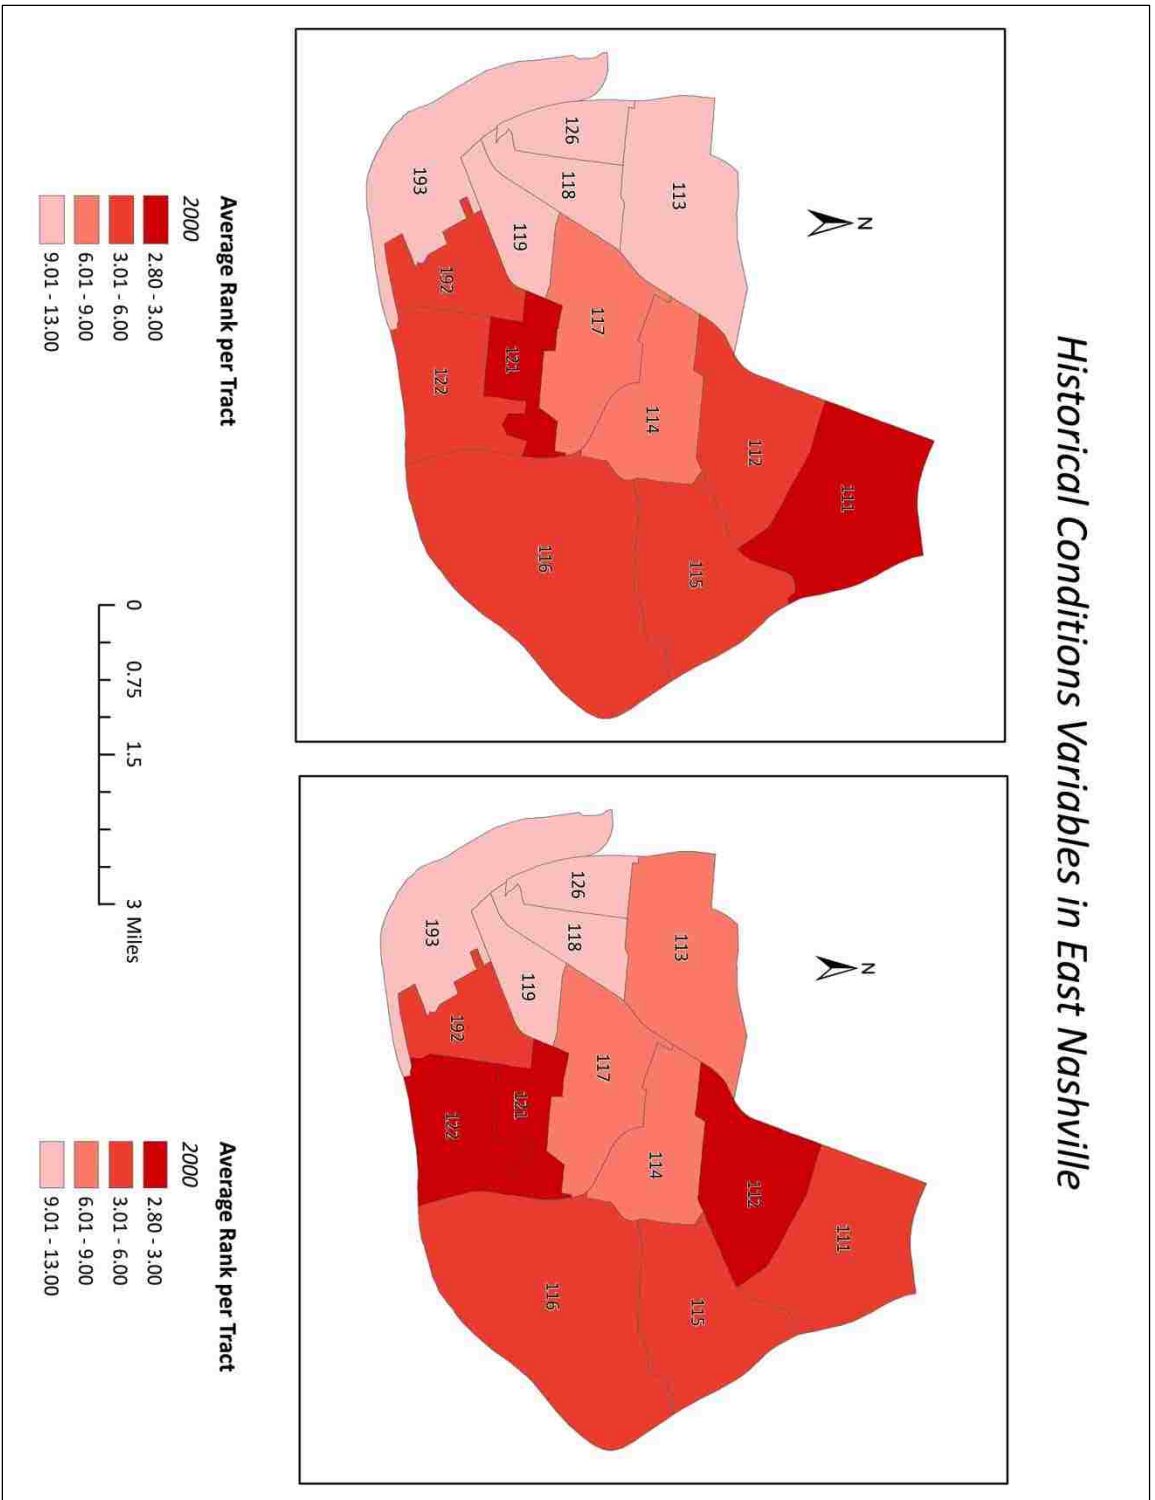 Historical Conditions Variables in East Nashville
N
111
112
113
114
115
116
117
118
119
121
122
126
192
193
N
111
112
113
114
115
116
117
118
119
121
122
126
192
193
Average Rank per Tract
2000
2.80 - 3.00
3.01 - 6.00
6.01 - 9.00
9.01 - 13.00
0 0.75 1.5 3 Miles
Average Rank per Tract
2000
2.80 - 3.00
3.01 - 6.00
6.01 - 9.00
9.01 - 13.00